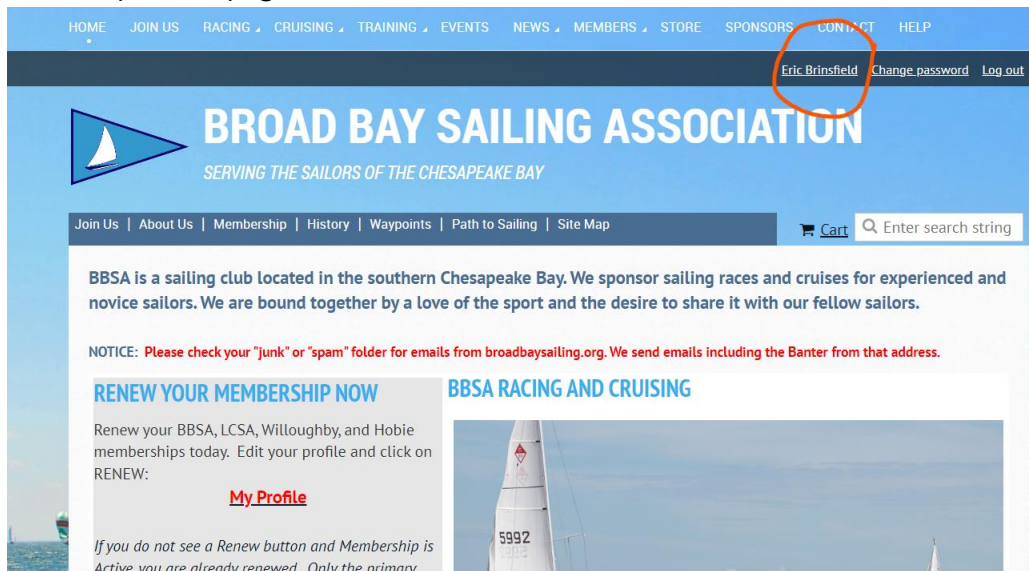 HOME JOIN US RACING CRUISING TRAINING EVENTS NEWS MEMBERS STORE SPONSORS CONTACT HELP
Eric Brinsfield Change password Log out
BROAD BAY SAILING ASSOCIATION
SERVING THE SAILORS OF THE CHESAPEAKE BAY
Join Us | About Us | Membership | History | Waypoints | Path to Sailing | Site Map
Cart Enter search string
BBSA is a sailing club located in the southern Chesapeake Bay. We sponsor sailing races and cruises for experienced and
novice sailors. We are bound together by a love of the sport and the desire to share it with our fellow sailors.
NOTICE: Please check your "junk" or "spam" folder for emails from broadbaysailing.org. We send emails including the Banter from that address.
RENEW YOUR MEMBERSHIP NOW
Renew your BBSA, LCSA, Willoughby, and Hobie
memberships today. Edit your profile and click on
RENEW:
My Profile
If you do not see a Renew button and Membership is
Active you are already renewed. Only the primary
BBSA RACING AND CRUISING
5992